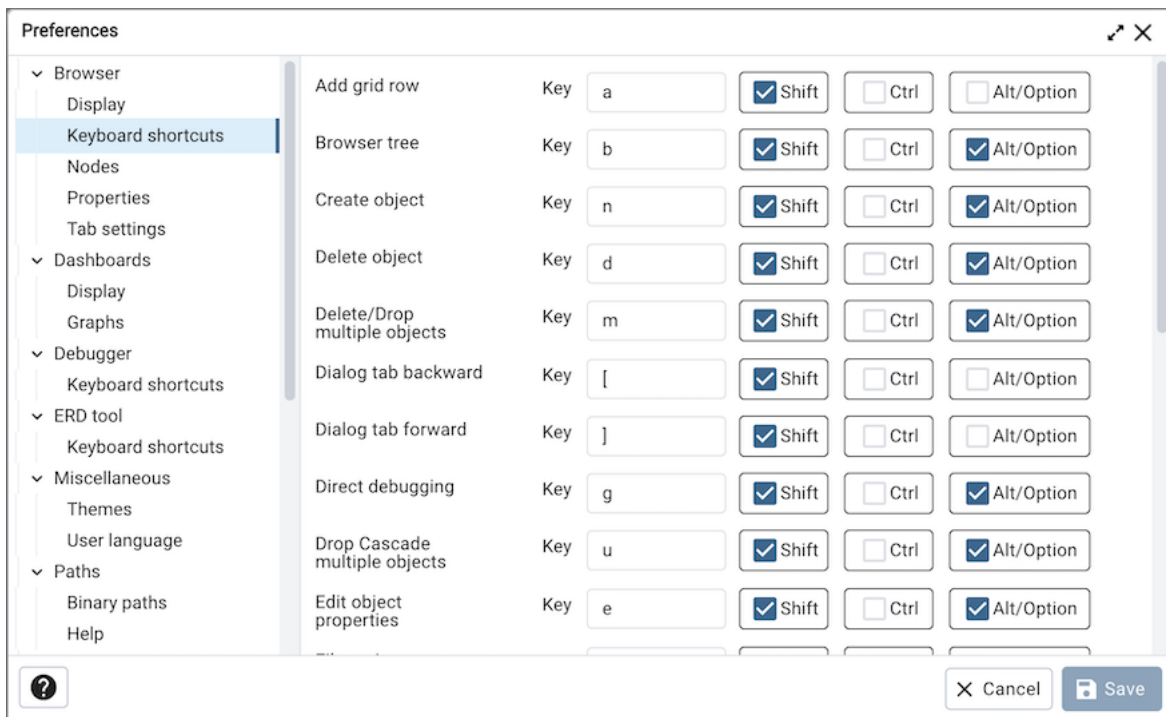 Preferences
Browser
Display
Keyboard shortcuts
Nodes
Properties
Tab settings
Dashboards
Display
Graphs
Debugger
Keyboard shortcuts
ERD tool
Keyboard shortcuts
Miscellaneous
Themes
User language
Paths
Binary paths
Help
Add grid row Key a Shift Ctrl Alt/Option
Browser tree Key b Shift Ctrl Alt/Option
Create object Key n Shift Ctrl Alt/Option
Delete object Key d Shift Ctrl Alt/Option
Delete/Drop
multiple objects Key m Shift Ctrl Alt/Option
Dialog tab backward Key [ Shift Ctrl Alt/Option
Dialog tab forward Key ] Shift Ctrl Alt/Option
Direct debugging Key g Shift Ctrl Alt/Option
Drop Cascade
multiple objects Key u Shift Ctrl Alt/Option
Edit object
properties Key e Shift Ctrl Alt/Option
? Cancel Save